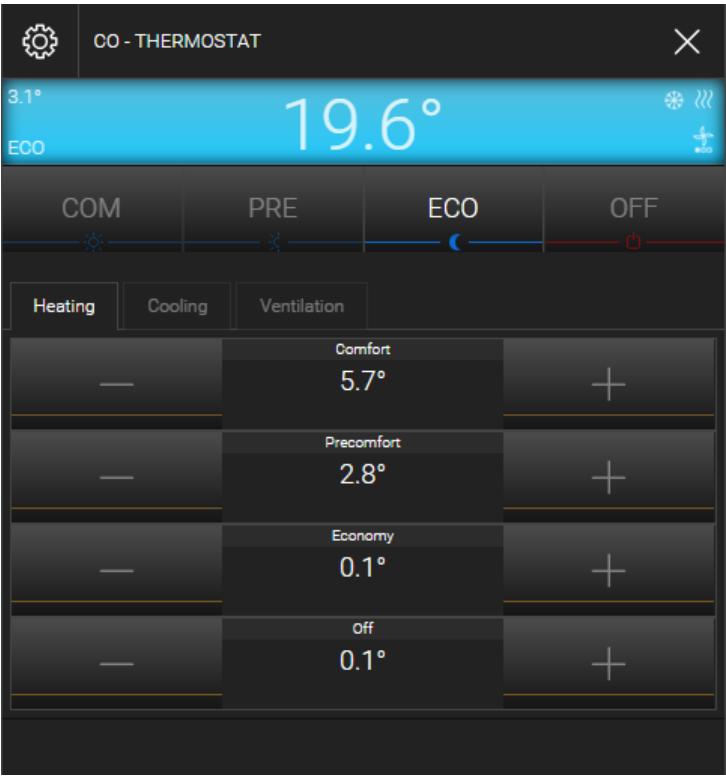 CO - THERMOSTAT
3.1°
19.6°
ECO
COM PRE ECO OFF
Heating Cooling Ventilation
Comfort
5.7°
Precomfort
2.8°
Economy
0.1°
Off
0.1°